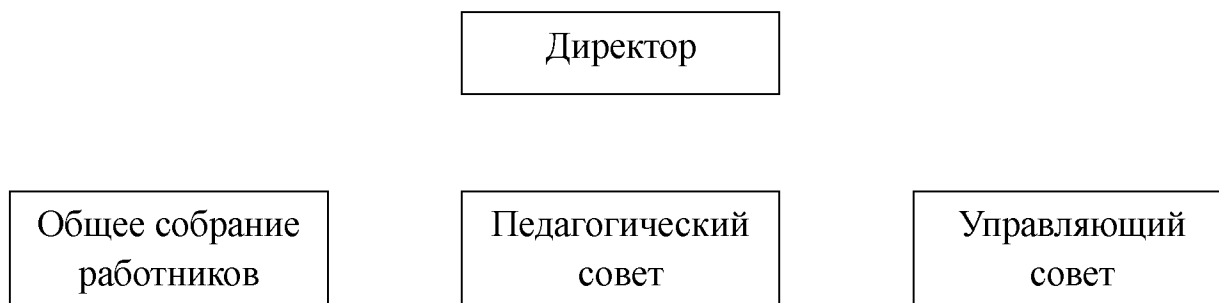 Директор
Общее собрание
работников
Педагогический
совет
Управляющий
совет